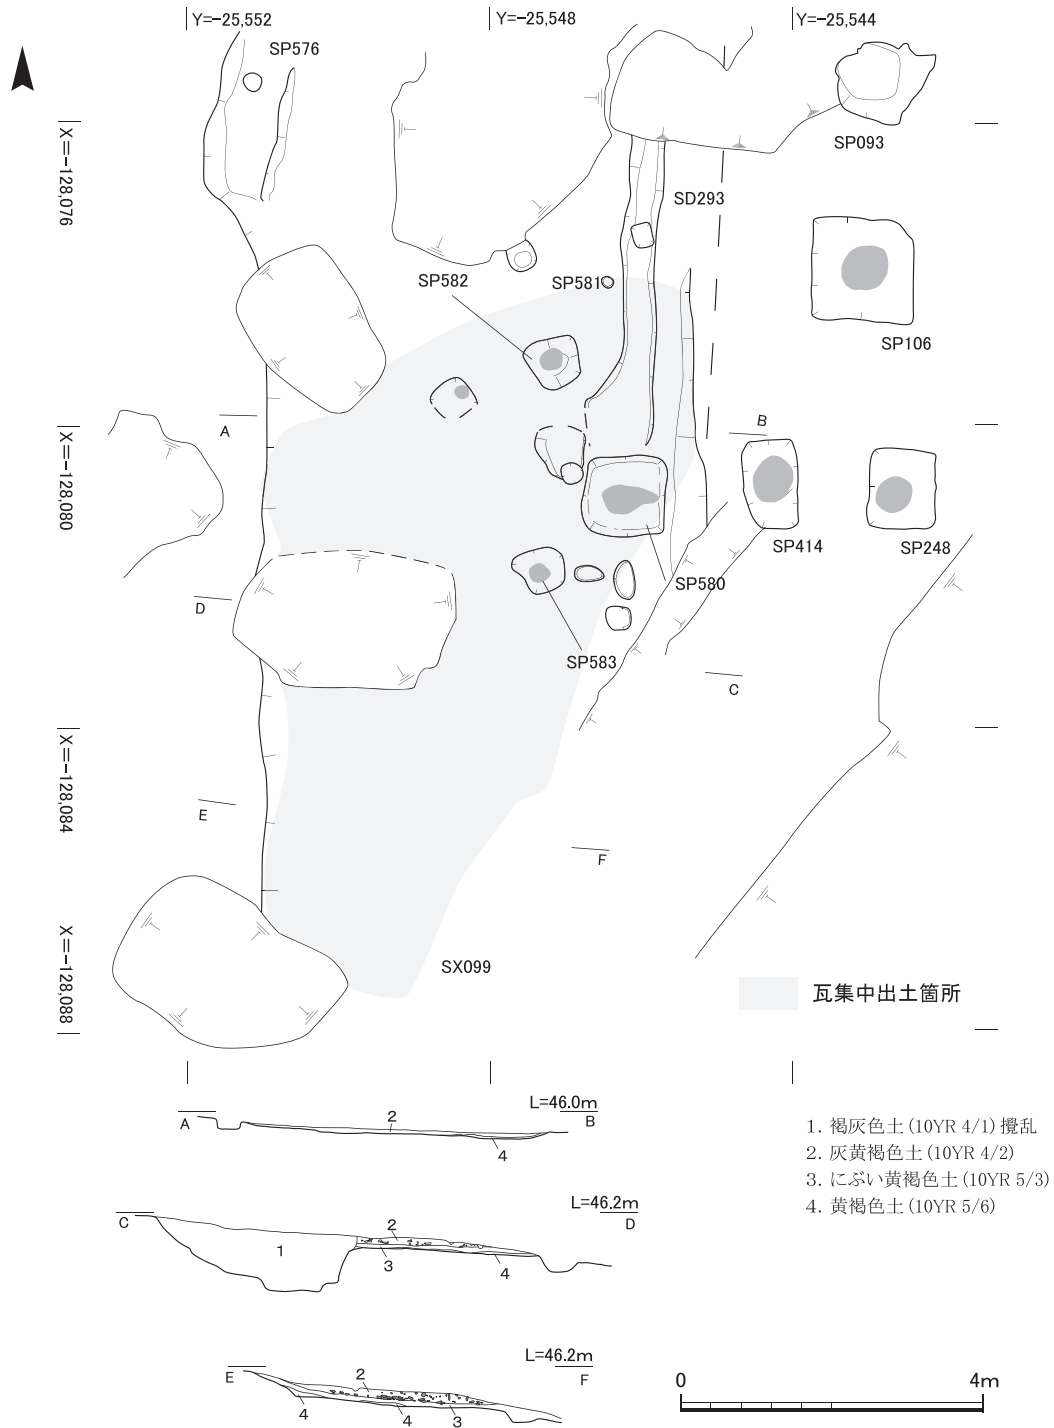 Y=-25,552
Y=-25,548
Y=-25,544
SP576
SP093
X=-128,076
SD293
SP582
SP581
SP106
A
B
X=-128,080
SP414
SP248
SP580
D
SP583
C
X=-128,084
E
F
X=-128,088
SX099
瓦集中出土箇所
L=46.0m
A
2
B
4
1. 褐灰色土(10YR 4/1)攪乱
2. 灰黄褐色土(10YR 4/2)
3. にぶい黄褐色土(10YR 5/3)
4. 黄褐色土(10YR 5/6)
L=46.2m
C
2
D
1
3
4
L=46.2m
E
2
F
4
4
3
0
4m